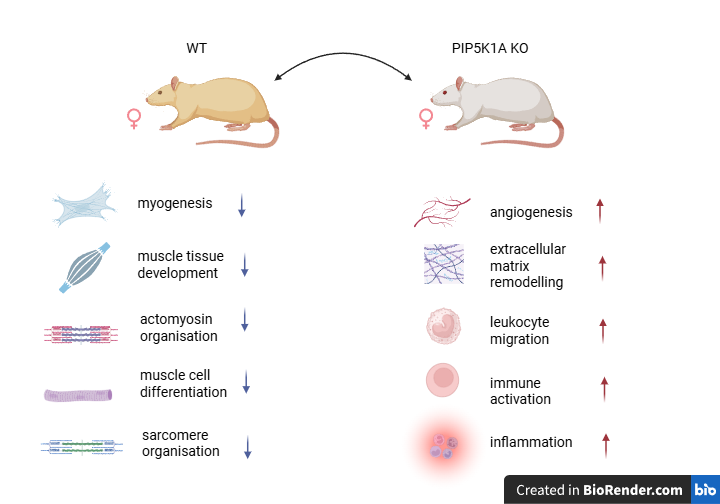 WT
PIP5K1A KO
myogenesis
muscle tissue
development
actomyosin
organisation
muscle cell
differentiation
sarcomere
organisation
angiogenesis
extracellular
matrix
remodelling
leukocyte
migration
immune
activation
inflammation
Created in BioRender.com bio